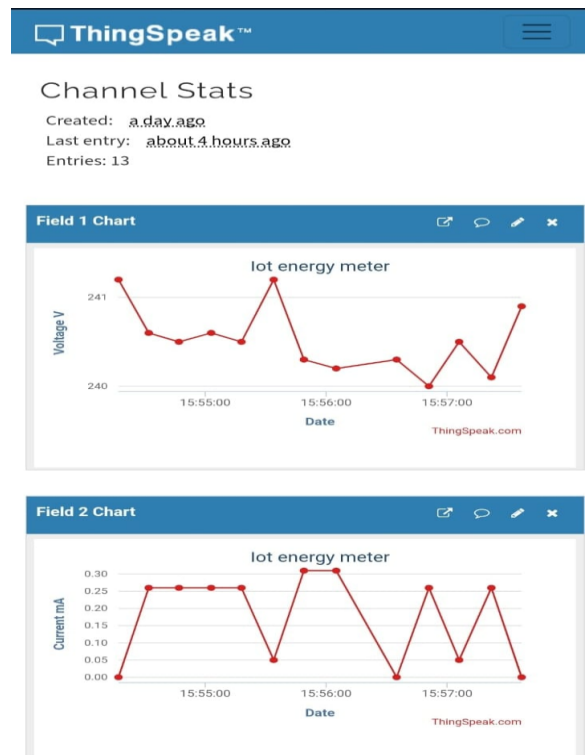 ThingSpeak™
Channel Stats
Created: a day ago
Last entry: about 4 hours ago
Entries: 13
Field 1 Chart
Iot energy meter
Voltage V
241
240
15:55:00 15:56:00 15:57:00
Date
ThingSpeak.com
Field 2 Chart
Iot energy meter
Current mA
0.30
0.25
0.20
0.15
0.10
0.05
0.00
15:55:00 15:56:00 15:57:00
Date
ThingSpeak.com